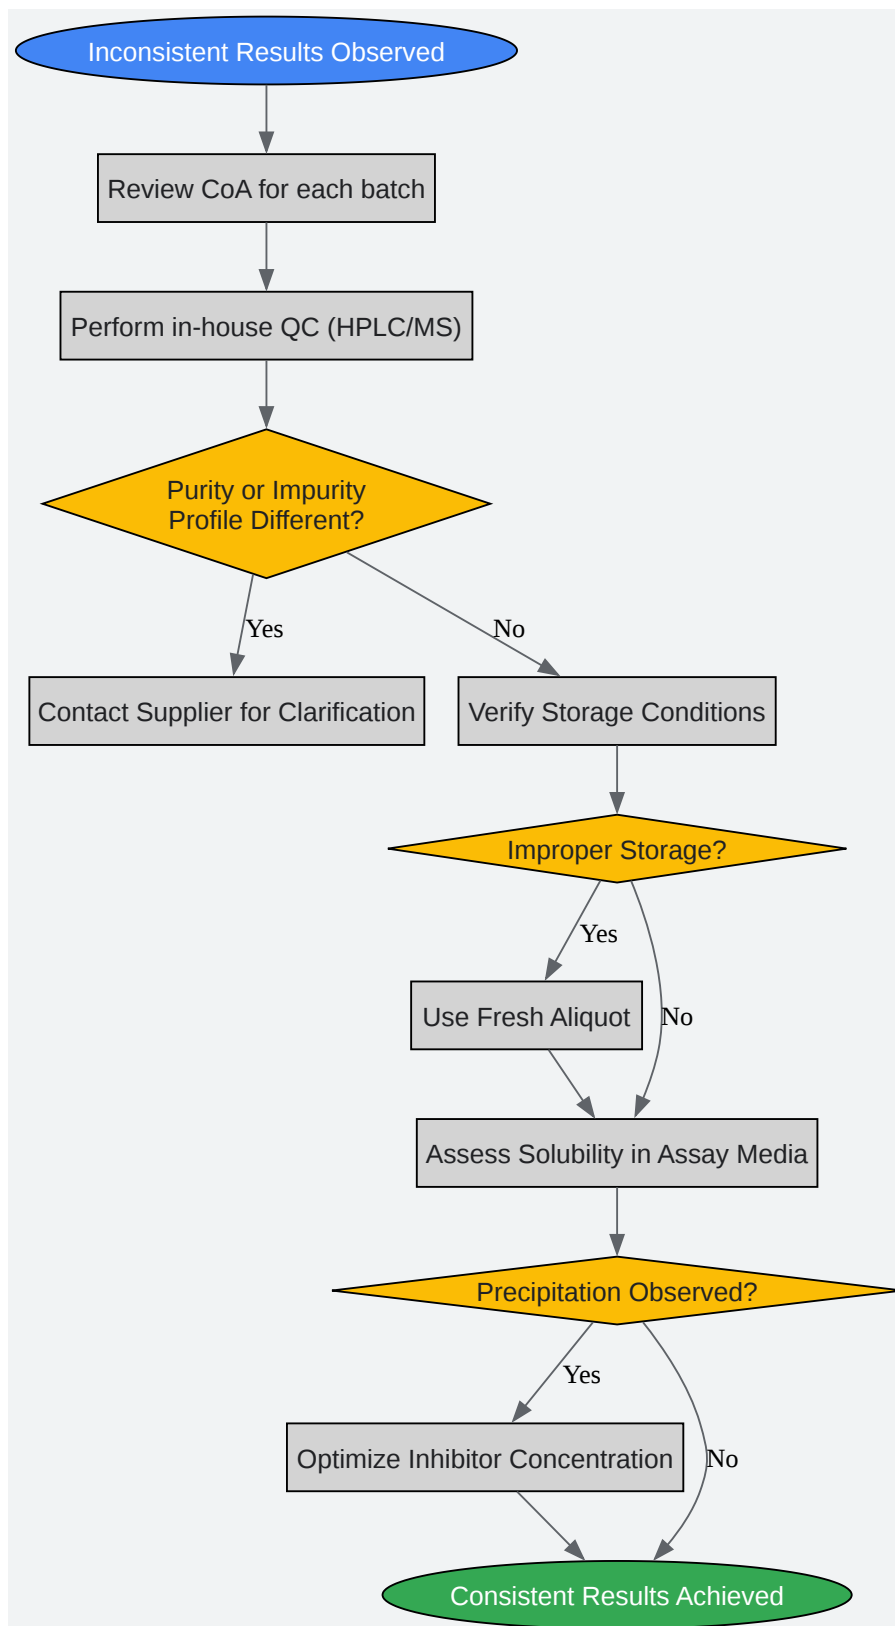 Inconsistent Results Observed
Review CoA for each batch
Perform in-house QC (HPLC/MS)
Purity or Impurity
Profile Different?
Yes
No
Contact Supplier for Clarification
Verify Storage Conditions
Improper Storage?
Yes
Use Fresh Aliquot
No
Assess Solubility in Assay Media
Precipitation Observed?
Yes
Optimize Inhibitor Concentration
No
Consistent Results Achieved